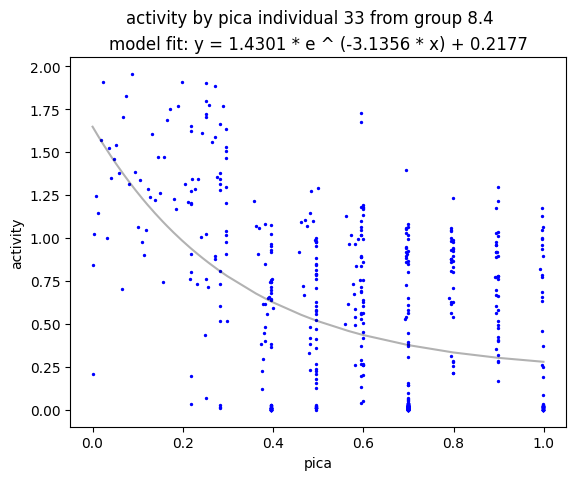 activity by pica individual 33 from group 8.4
model fit: y = 1.4301 * e ^ (-3.1356 * x) + 0.2177
2.00
1.75
1.50
1.25
1.00
0.75
0.50
0.25
0.00
activity
0.0 0.2 0.4 0.6 0.8 1.0
pica